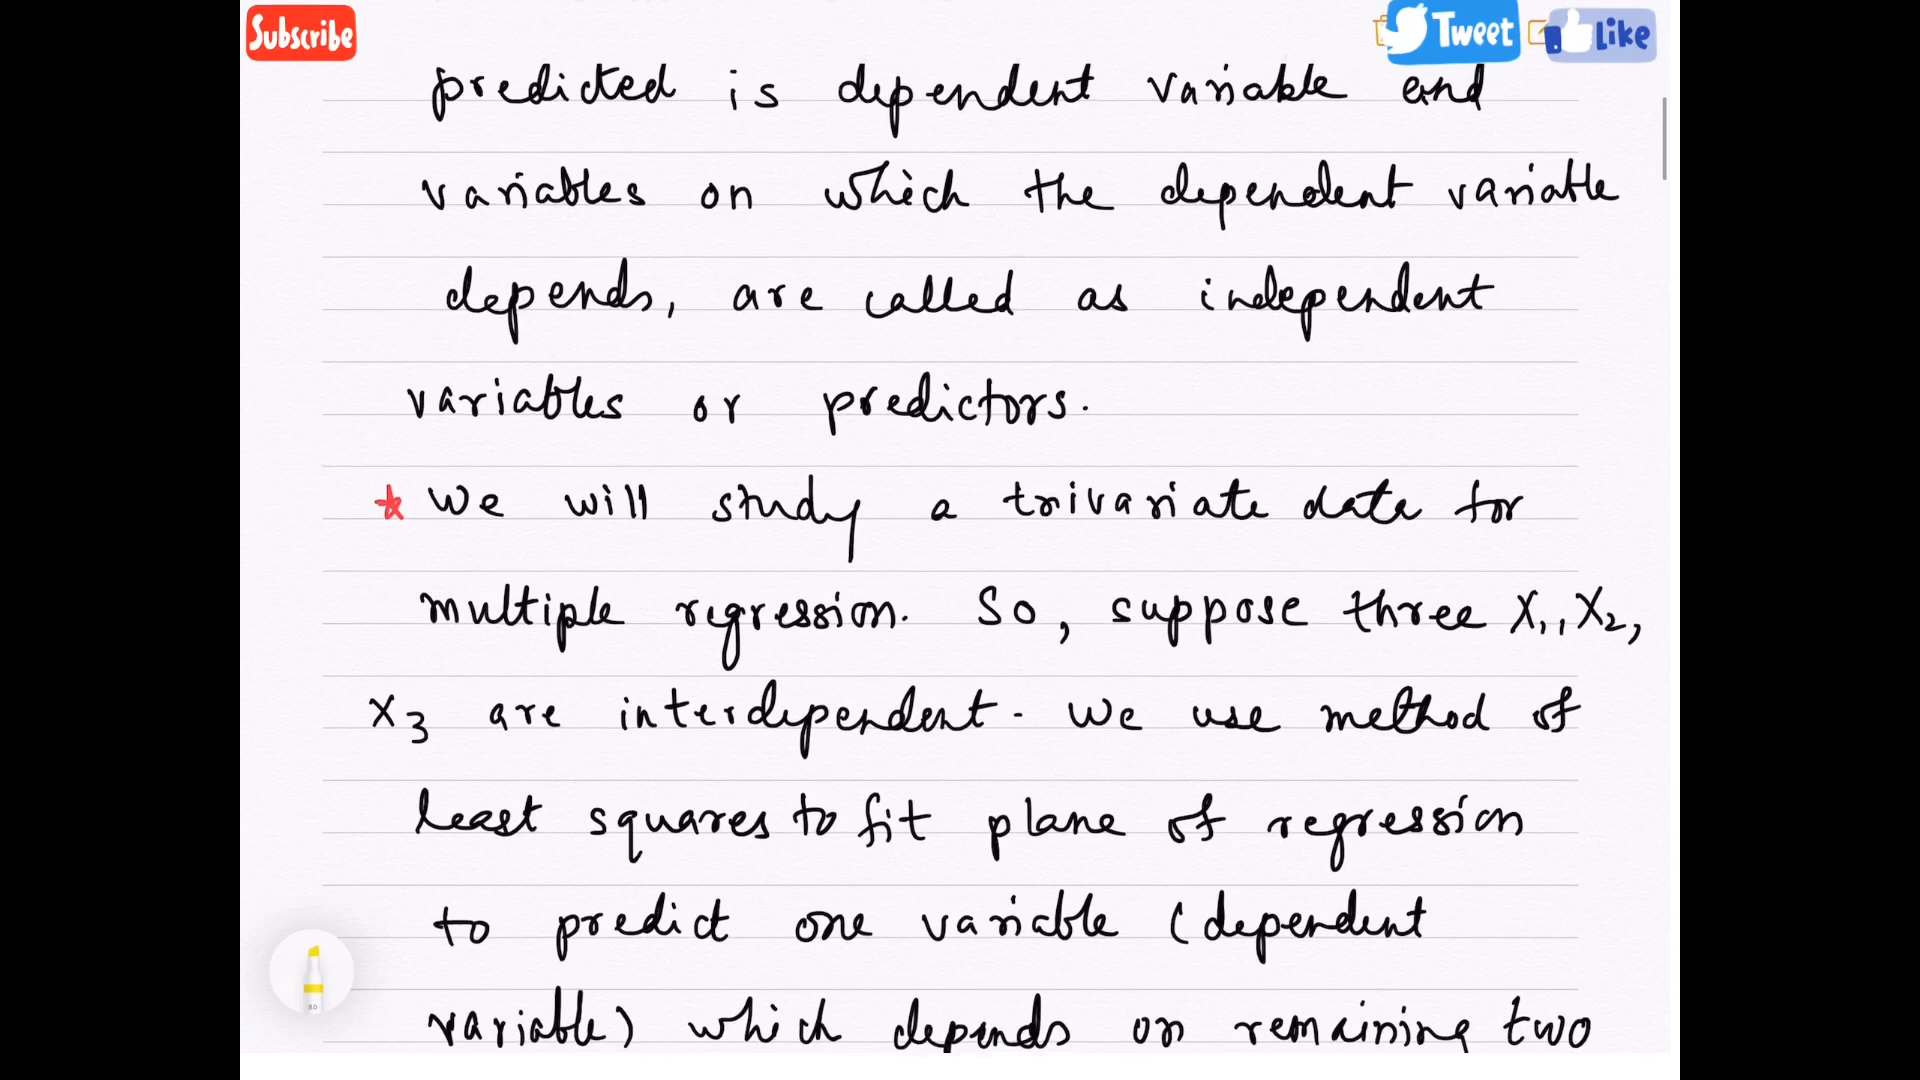 Subscribe
Tweet
Like
predicted is dependent variable and
variables on which the dependent variable
depends, are called as independent
variables or predictors.
* We will study a trivariate data for
multiple regression. So, suppose three X₁, X₂,
X₃ are interdependent. We use method of
least squares to fit plane of regression
to predict one variable (dependent
variable) which depends on remaining two
80